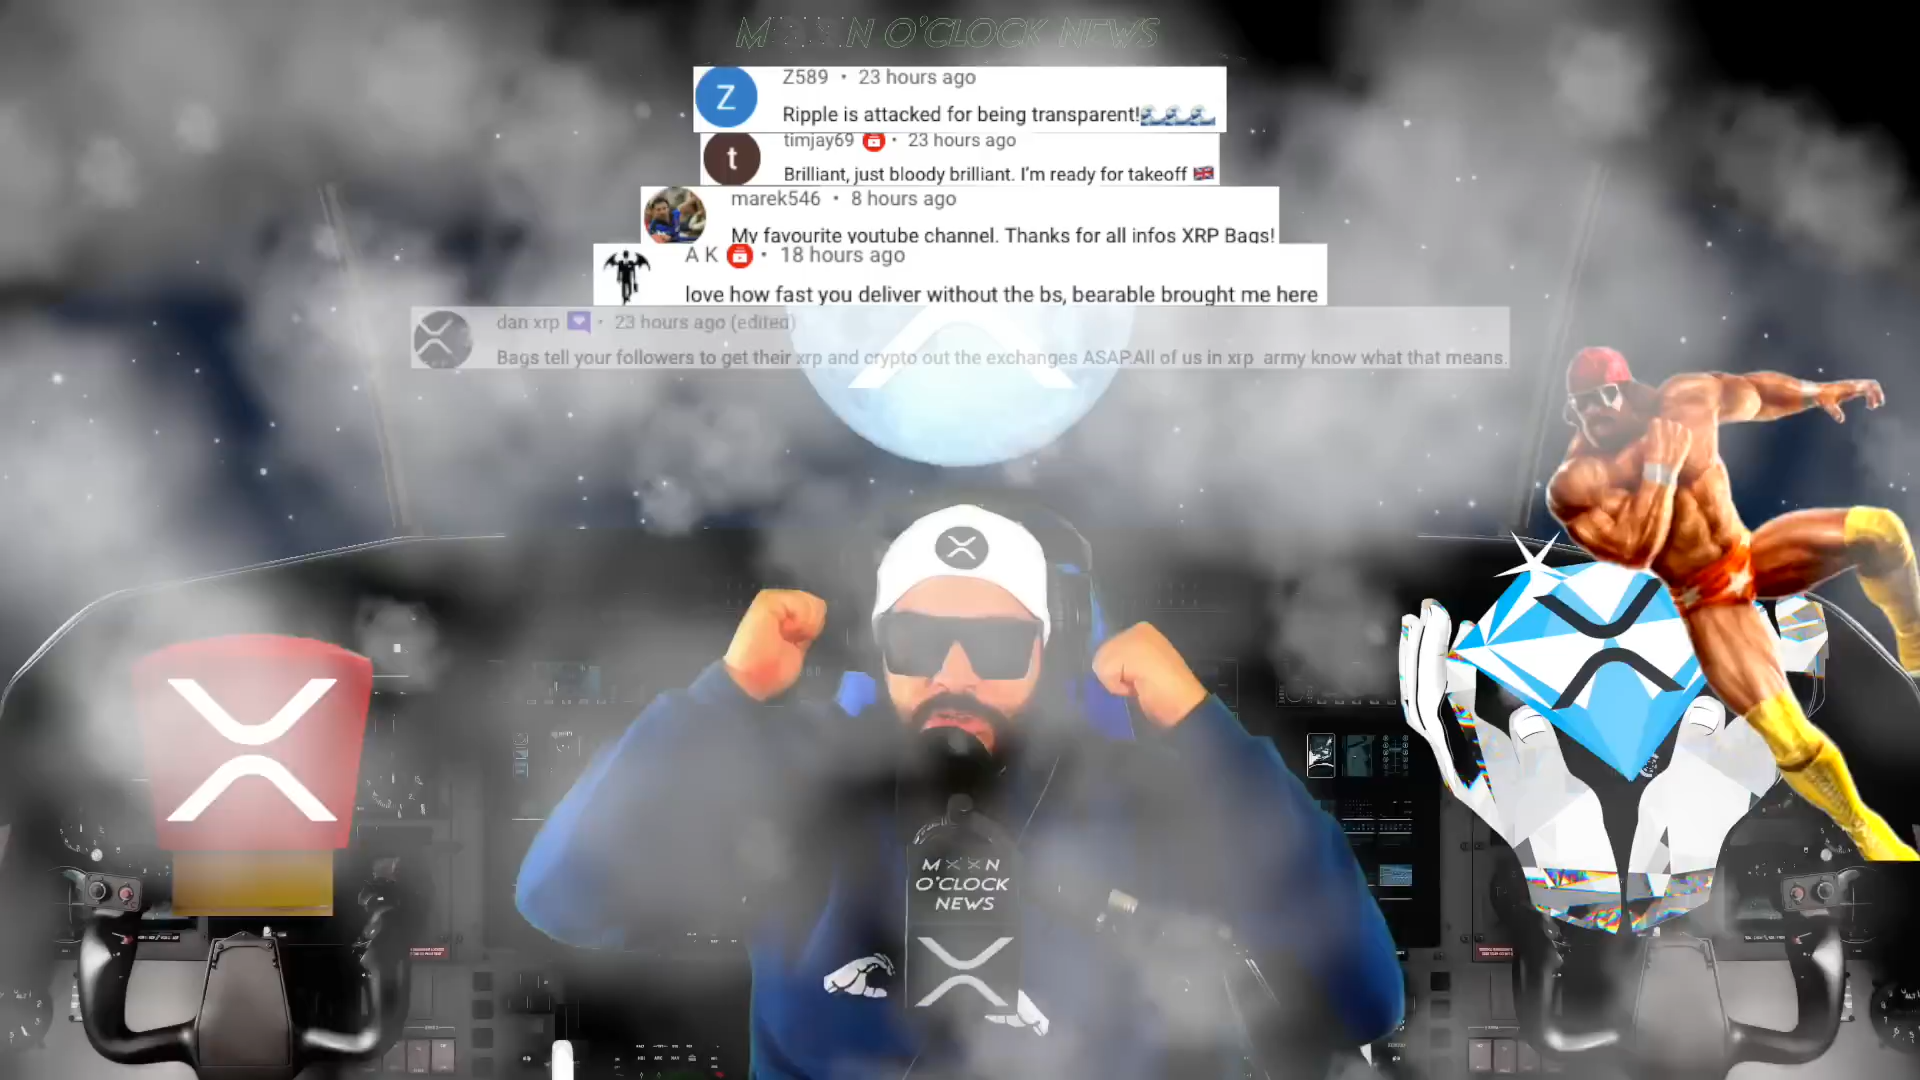 MXXN O'CLOCK NEWS
Z
Z589 • 23 hours ago
Ripple is attacked for being transparent!🌊🌊🌊
t
timjay69 • 23 hours ago
Brilliant, just bloody brilliant. I'm ready for takeoff 🇬🇧
marek546 • 8 hours ago
My favourite youtube channel. Thanks for all infos XRP Bags!
A K • 18 hours ago
love how fast you deliver without the bs, bearable brought me here
dan xrp • 23 hours ago (edited)
Bags tell your followers to get their xrp and crypto out the exchanges ASAP.All of us in xrp army know what that means.
MXXN
O'CLOCK
NEWS